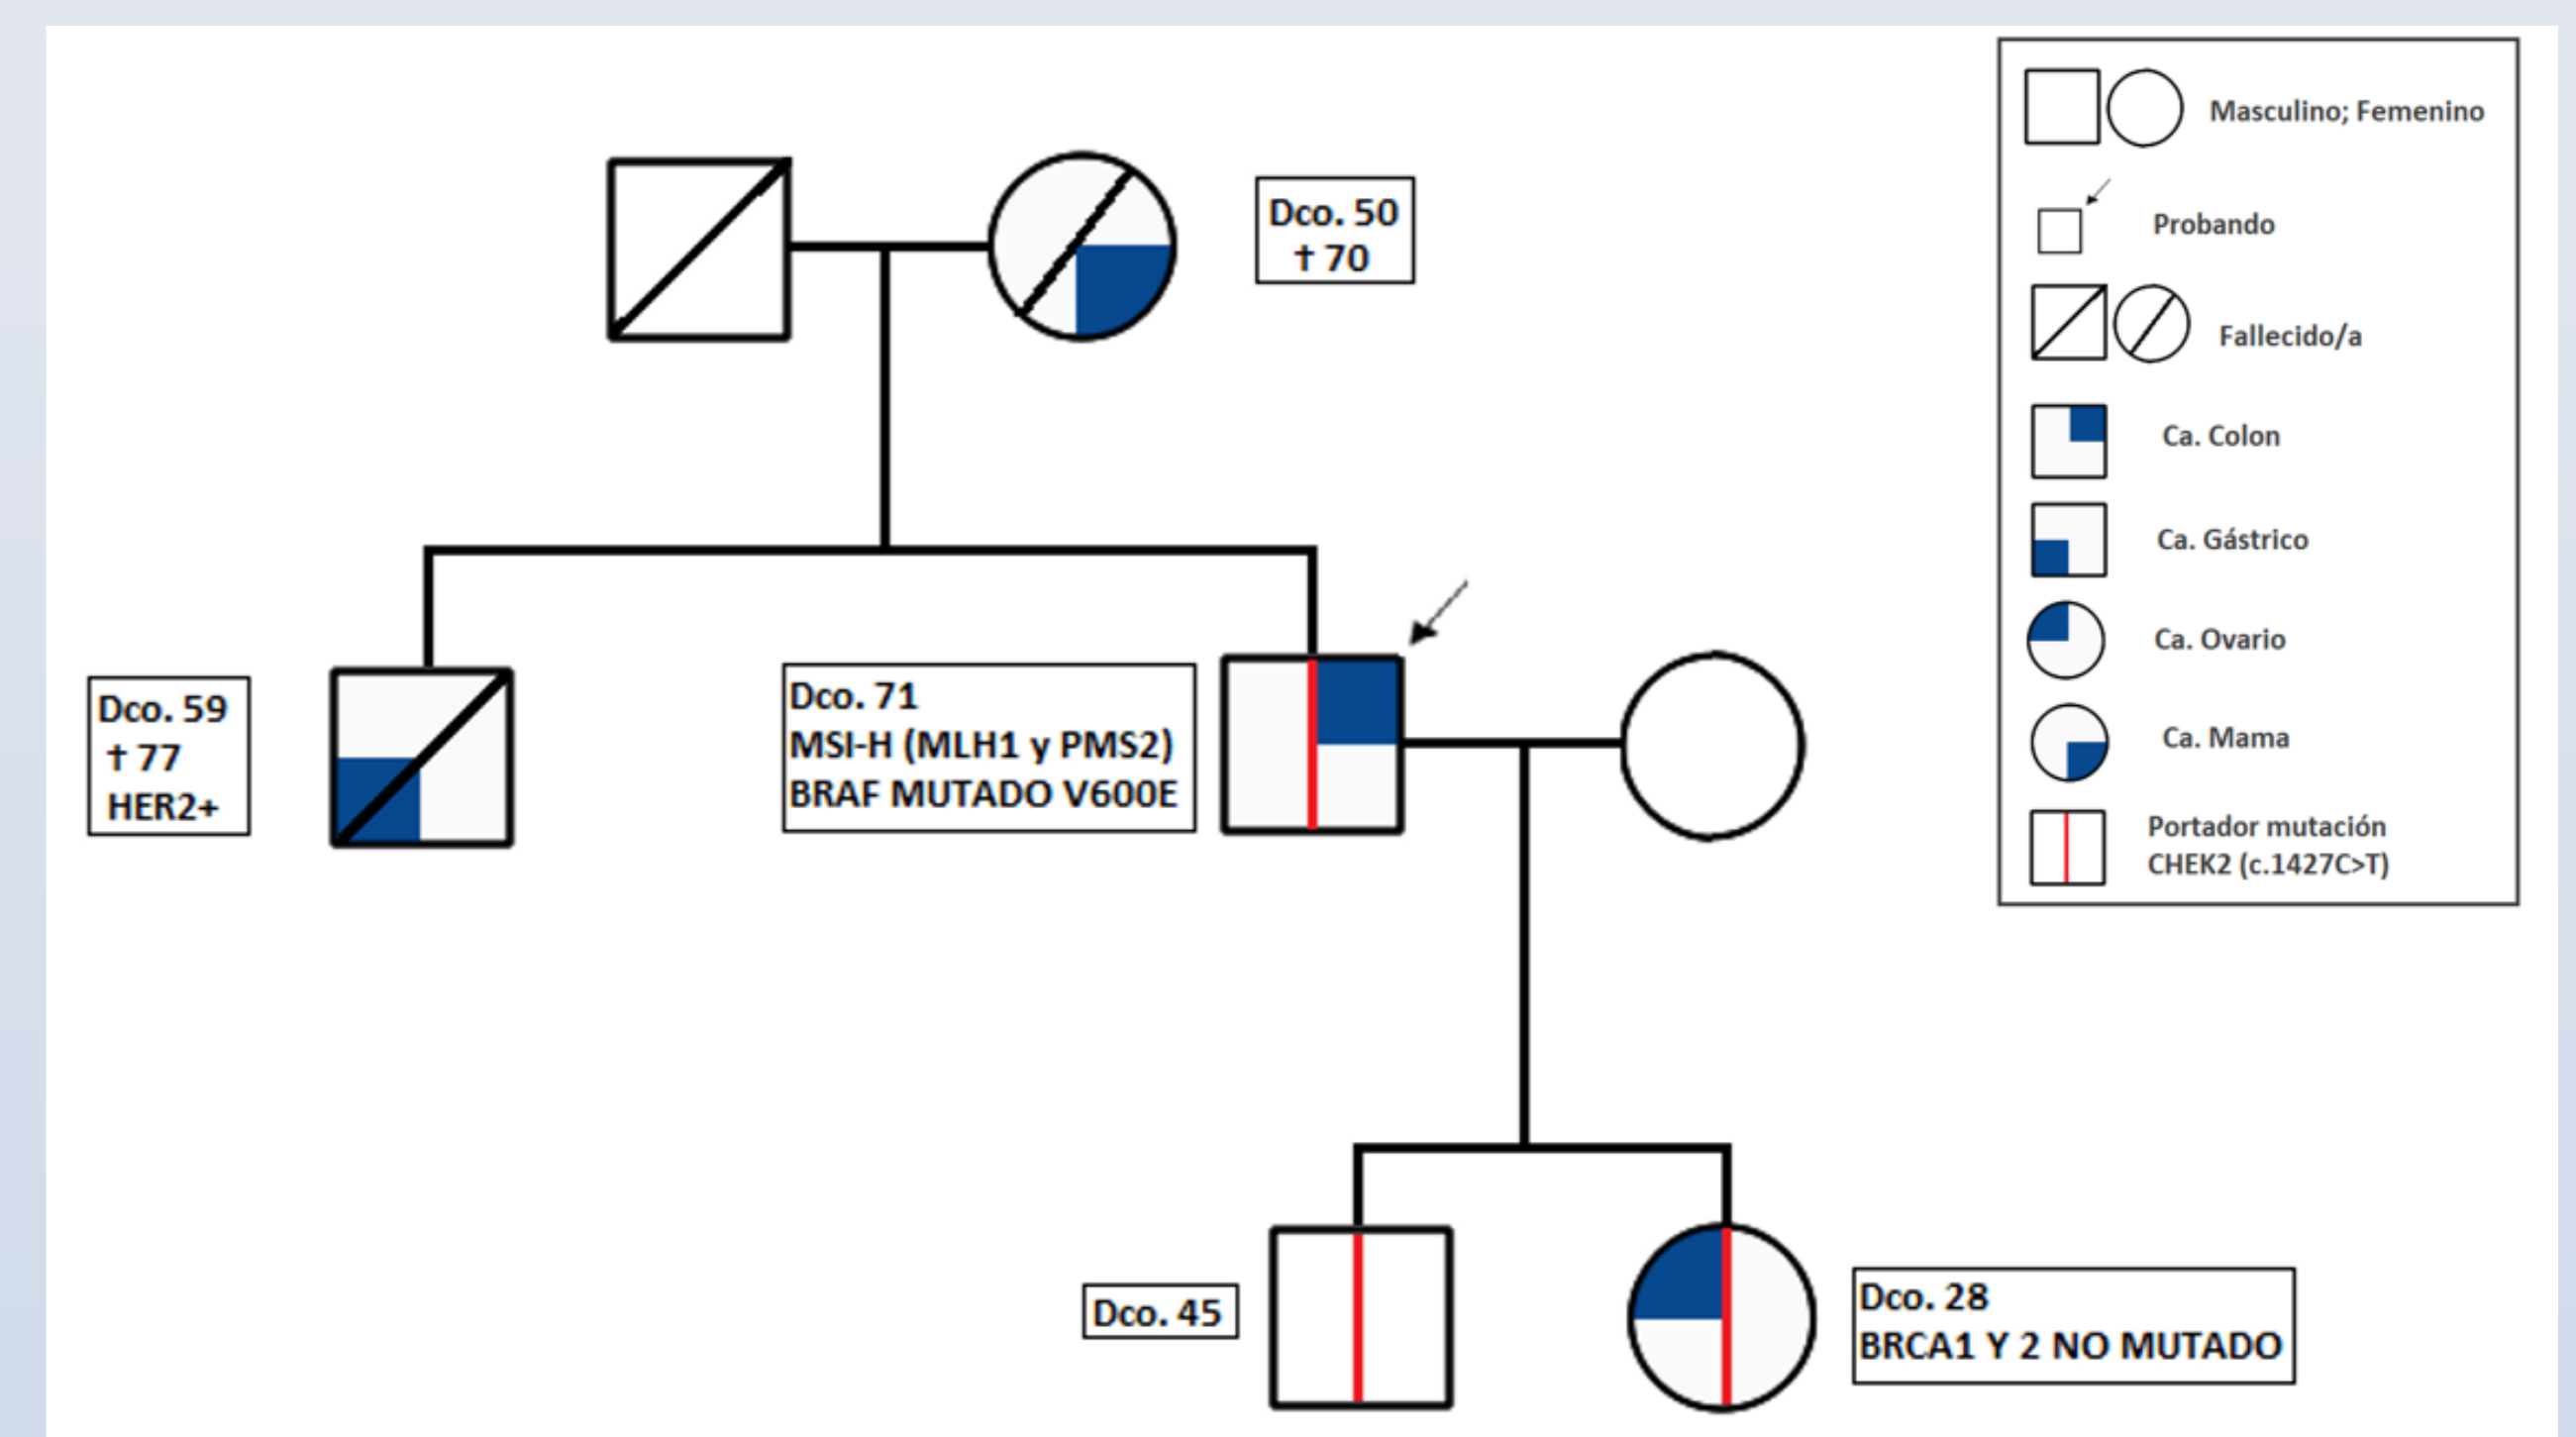 Dco. 50
† 70
Dco. 59
† 77
HER2+
Dco. 71
MSI-H (MLH1 y PMS2)
BRAF MUTADO V600E
Dco. 45
Dco. 28
BRCA1 Y 2 NO MUTADO
Masculino; Femenino
Probando
Fallecido/a
Ca. Colon
Ca. Gástrico
Ca. Ovario
Ca. Mama
Portador mutación
CHEK2 (c.1427C>T)